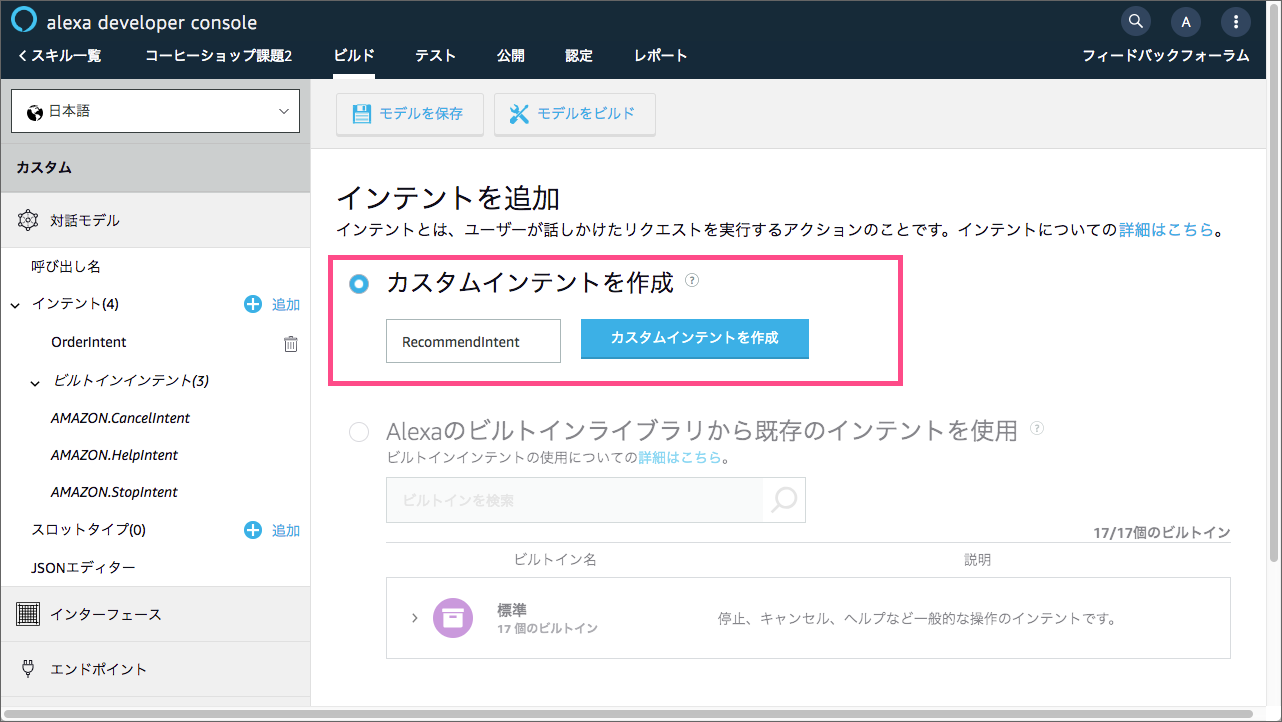 alexa developer console
A
スキル一覧 コーヒーショップ課題2 ビルド テスト 公開 認定 レポート フィードバックフォーラム
日本語
モデルを保存 モデルをビルド
カスタム
対話モデル
呼び出し名
インテント(4) 追加
OrderIntent
ビルトインインテント(3)
AMAZON.CancelIntent
AMAZON.HelpIntent
AMAZON.StopIntent
スロットタイプ(0) 追加
JSONエディター
インターフェース
エンドポイント
インテントを追加
インテントとは、ユーザーが話しかけたリクエストを実行するアクションのことです。インテントについての詳細はこちら。
カスタムインテントを作成 ?
RecommendIntent カスタムインテントを作成
Alexaのビルトインライブラリから既存のインテントを使用 ?
ビルトインインテントの使用についての詳細はこちら。
ビルトインを検索
17/17個のビルトイン
ビルトイン名 説明
標準
17 個のビルトイン
停止、キャンセル、ヘルプなど一般的な操作のインテントです。